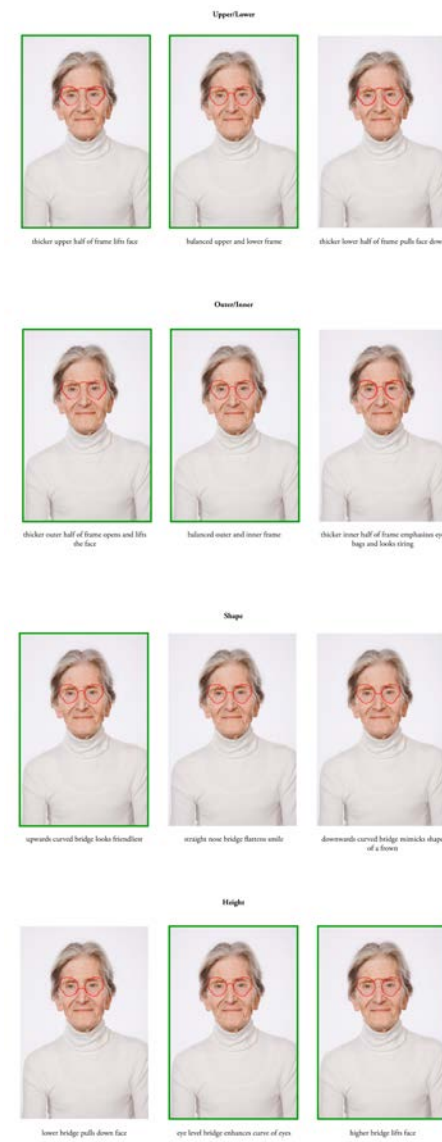 Upper/Lower
thicker upper half of frame lifts face
balanced upper and lower frame
thicker lower half of frame pulls face down
Outer/Inner
thicker outer half of frame opens and lifts
the face
balanced outer and inner frame
thicker inner half of frame emphasises eye
bags and looks tiring
Shape
upwards curved bridge looks friendliest
straight nose bridge flattens smile
downwards curved bridge mimicks shape
of a frown
Height
lower bridge pulls down face
eye level bridge enhances curve of eyes
higher bridge lifts face